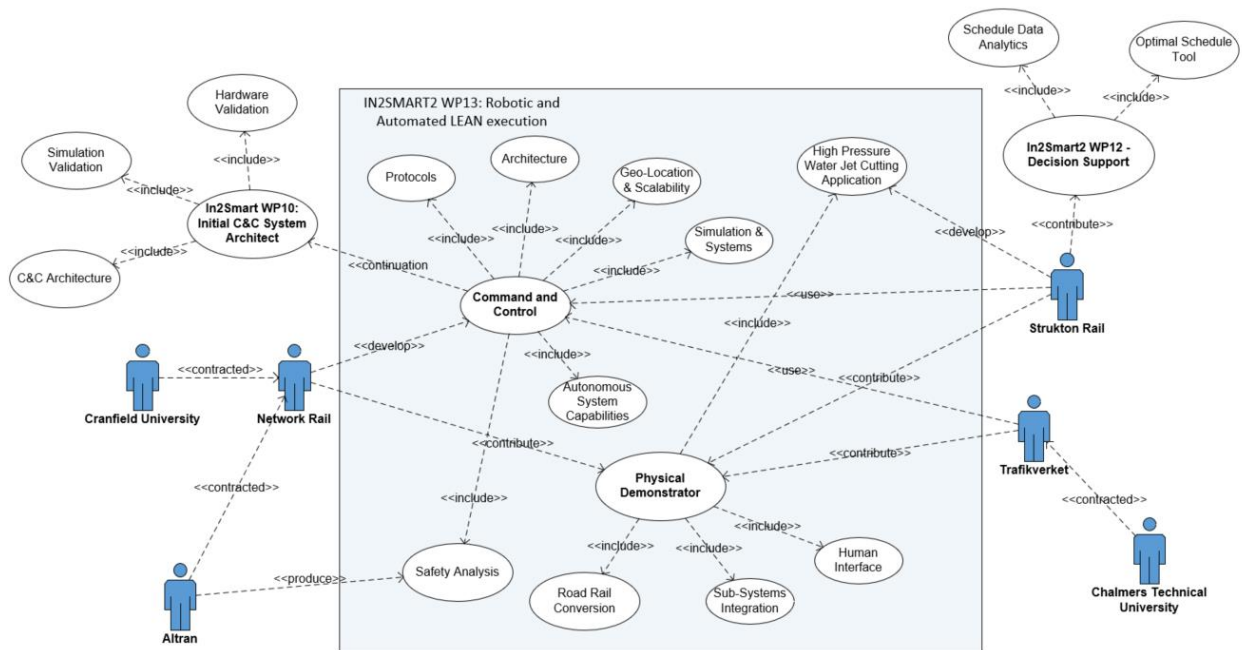 Schedule Data
Analytics
Optimal Schedule
Tool
<<include>>
<<include>>
Hardware
Validation
IN2SMART2 WP13: Robotic and
Automated LEAN execution
In2Smart2 WP12 -
Decision Support
Simulation
Validation
<<include>>
<<include>>
Protocols
Architecture
Geo-Location
& Scalability
High Pressure
Water Jet Cutting
Application
In2Smart WP10:
Initial C&C System
Architect
<<include>>
<<include>>
<<include>>
<<include>>
Simulation &
Systems
<<contribute>>
<<develop>>
C&C Architecture
<<include>>
<<continuation
<<include>>
Command and
Control
<<use>>
Strukton Rail
<<include>>
<<develop>>
<<include>>
<<contracted>>
<<use>>
<<contribute>>
Autonomous
System
Capabilities
Cranfield University
Network Rail
<<contribute>>
<<contribute>>
Trafikverket
Physical
Demonstrator
<<contracted>>
<<include>>
<<contracted>>
<<include>>
<<include>>
<<include>>
Human
Interface
Safety Analysis
<<produce>>
Road Rail
Conversion
Sub-Systems
Integration
Chalmers Technical
University
Altran